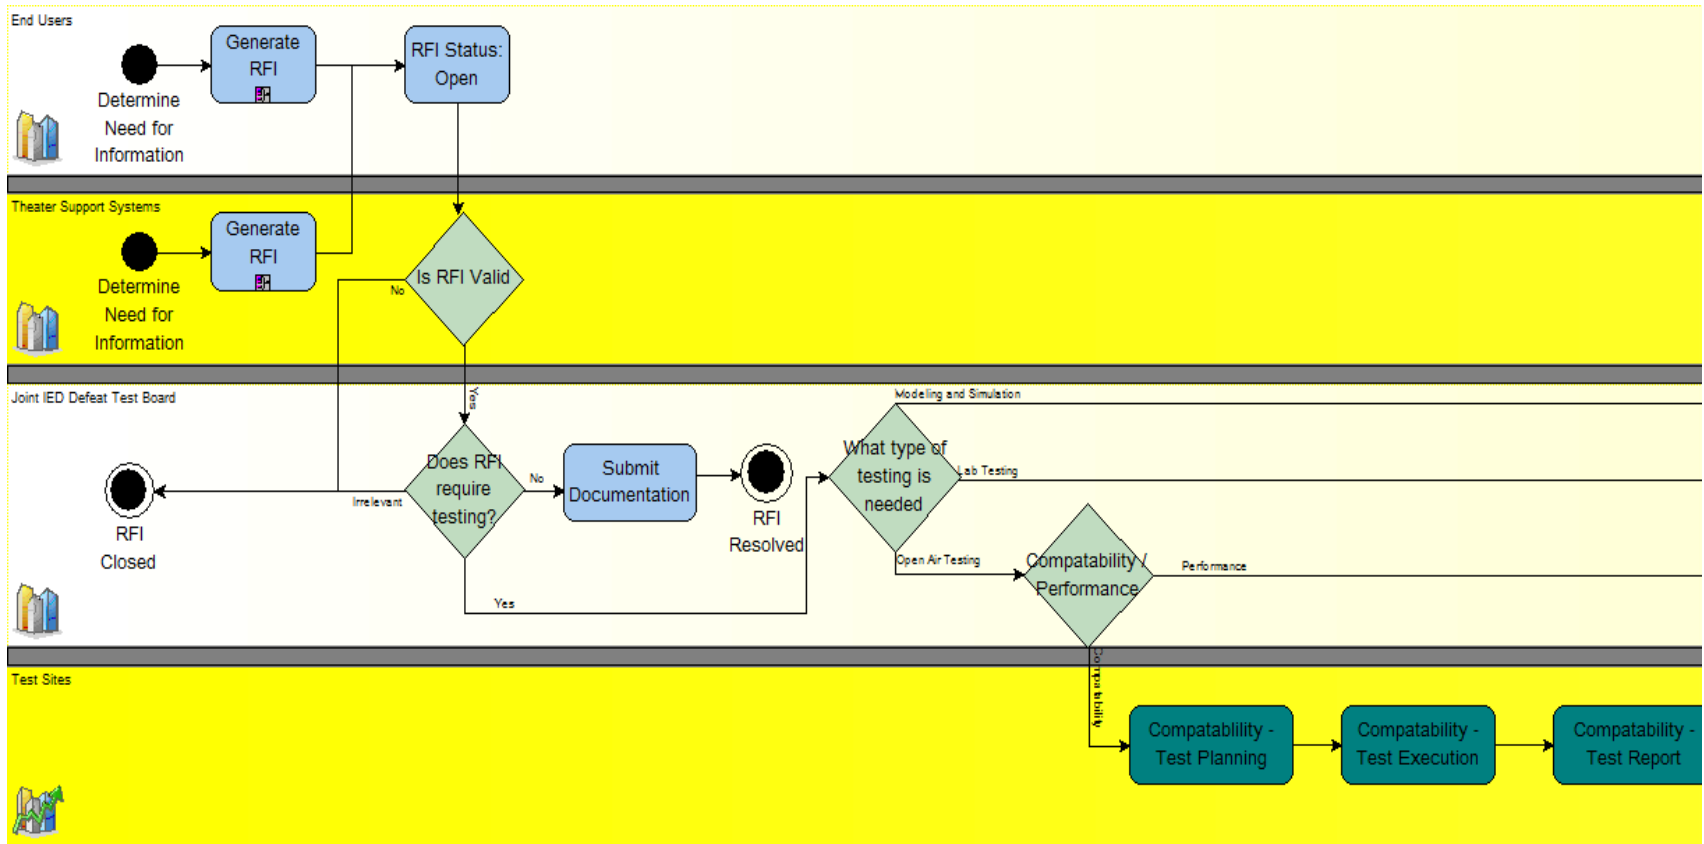 End Users
Generate
RFI
RFI Status:
Open
Determine
Need for
Information
Theater Support Systems
Generate
RFI
Determine
Need for
Information
Is RFI Valid
No
Yes
Joint IED Defeat Test Board
Modeling and Simulation
Does RFI
require
testing?
No
Irrelevant
Submit
Documentation
What type of
testing is
needed
Lab Testing
RFI
Closed
RFI
Resolved
Open Air Testing
Compatability /
Performance
Performance
Yes
Compatability
Test Sites
Compatablility -
Test Planning
Compatability -
Test Execution
Compatability -
Test Report